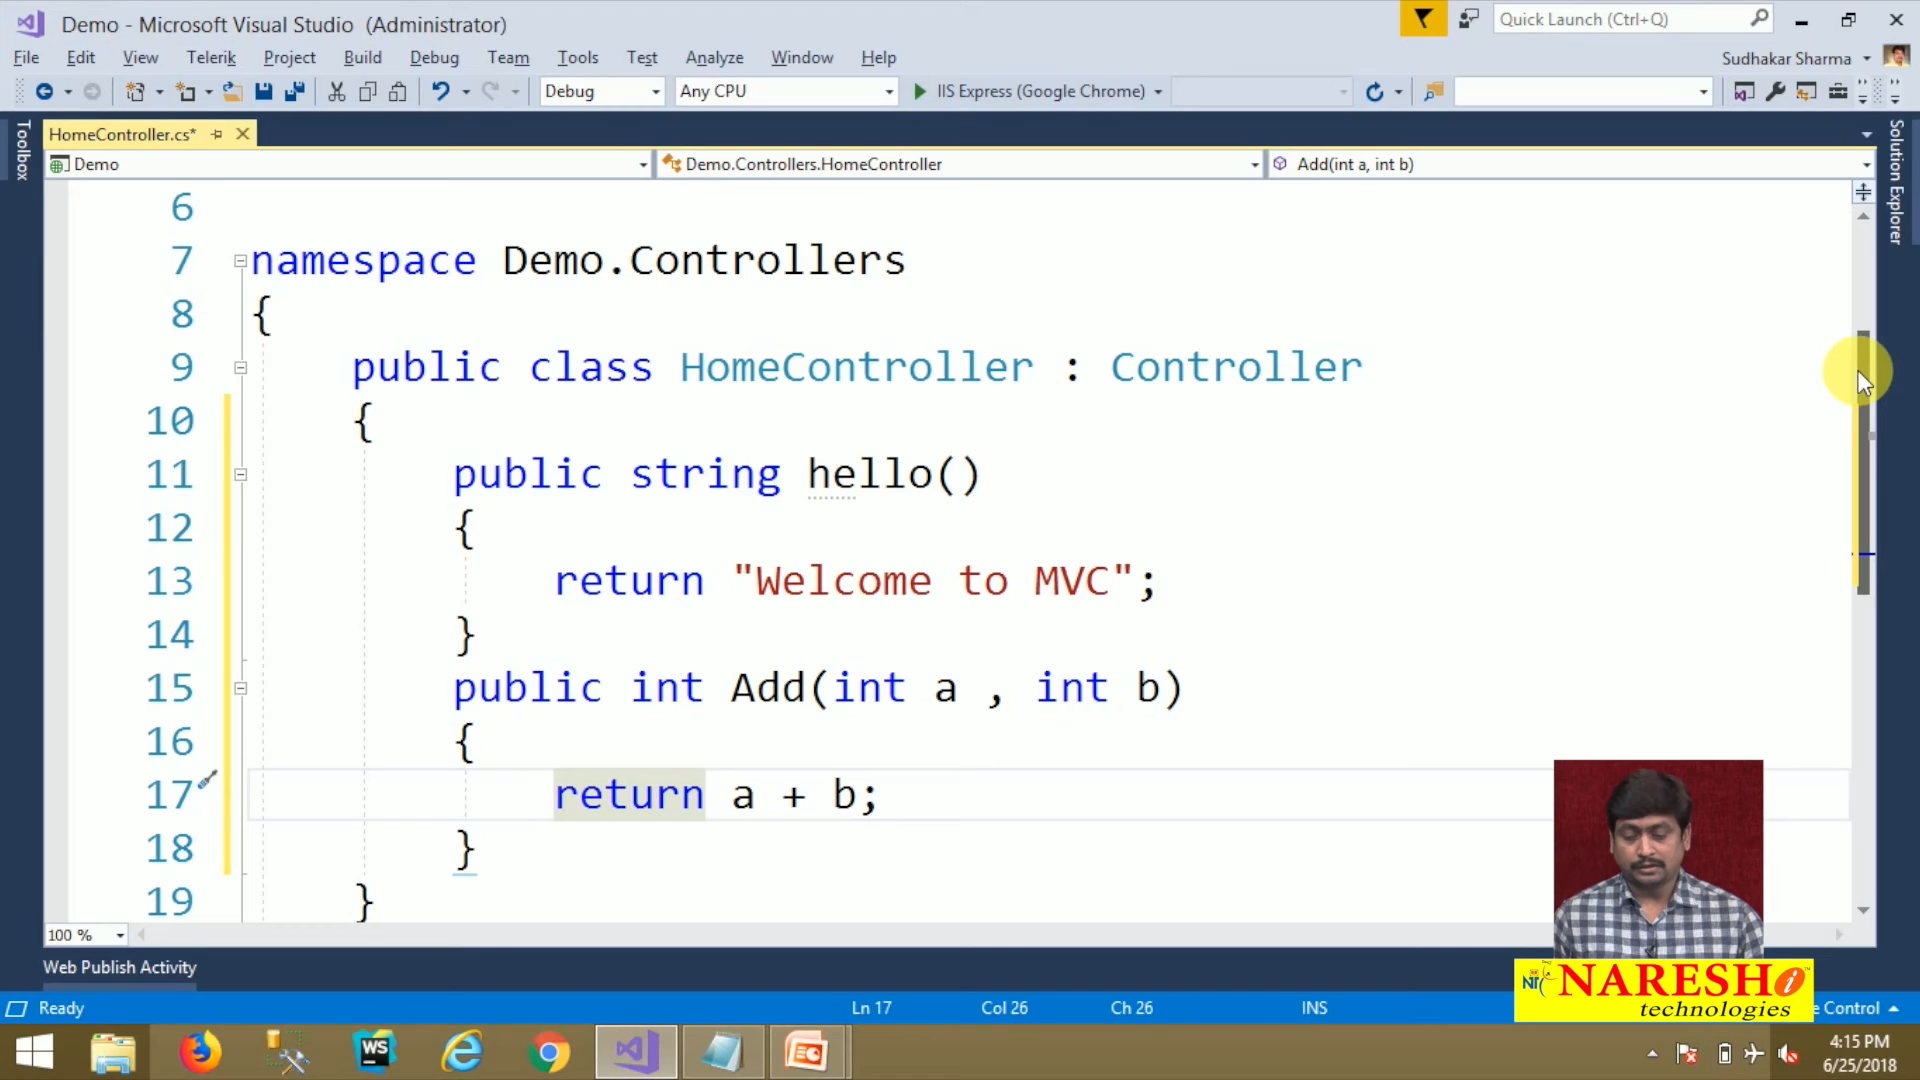 Demo - Microsoft Visual Studio (Administrator)
Quick Launch (Ctrl+Q)
File Edit View Telerik Project Build Debug Team Tools Test Analyze Window Help
Sudhakar Sharma
Debug Any CPU IIS Express (Google Chrome)
Toolbox
HomeController.cs*
Solution Explorer
Demo Demo.Controllers.HomeController Add(int a, int b)
6
7 namespace Demo.Controllers
8 {
9 public class HomeController : Controller
10 {
11 public string hello()
12 {
13 return "Welcome to MVC";
14 }
15 public int Add(int a , int b)
16 {
17 return a + b;
18 }
19 }
100 %
Web Publish Activity
NARESHi
technologies
Ready Ln 17 Col 26 Ch 26 INS Control
WS
4:15 PM
6/25/2018